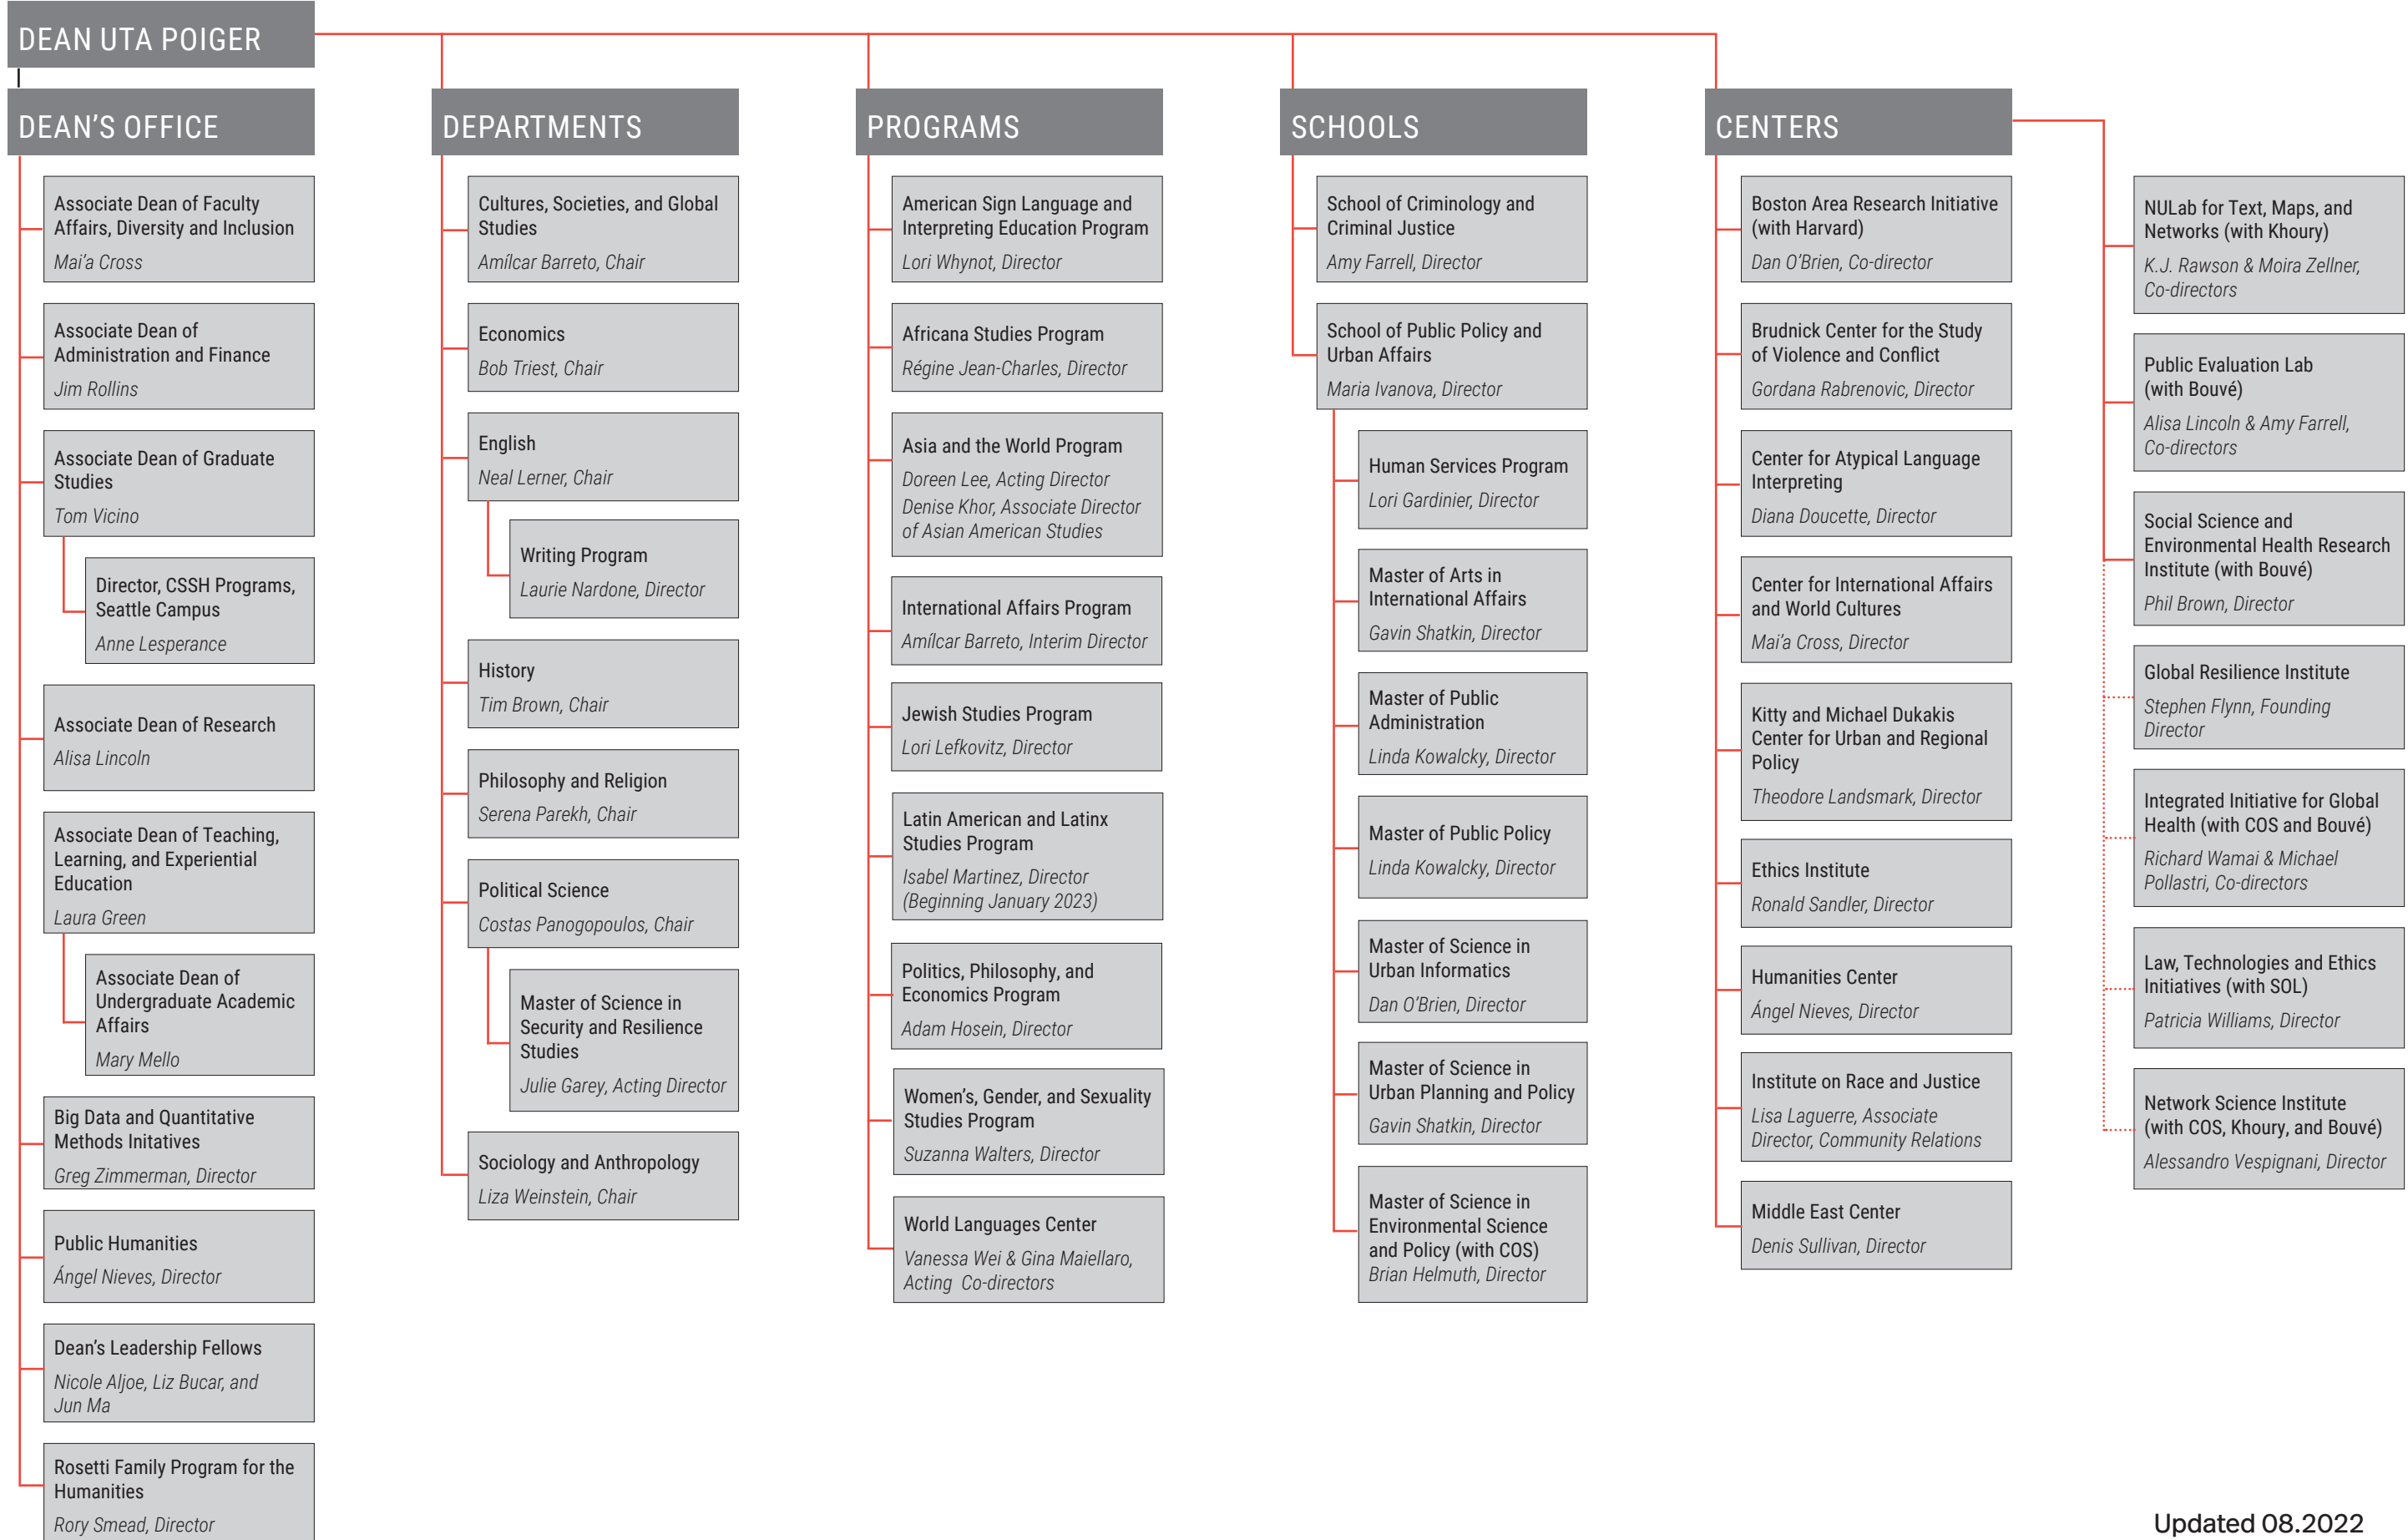 DEAN UTA POIGER
DEAN'S OFFICE
Associate Dean of Faculty
Affairs, Diversity and Inclusion
Mai'a Cross
Associate Dean of
Administration and Finance
Jim Rollins
Associate Dean of Graduate
Studies
Tom Vicino
Director, CSSH Programs,
Seattle Campus
Anne Lesperance
Associate Dean of Research
Alisa Lincoln
Associate Dean of Teaching,
Learning, and Experiential
Education
Laura Green
Associate Dean of
Undergraduate Academic
Affairs
Mary Mello
Big Data and Quantitative
Methods Initatives
Greg Zimmerman, Director
Public Humanities
Ángel Nieves, Director
Dean's Leadership Fellows
Nicole Aljoe, Liz Bucar, and
Jun Ma
Rosetti Family Program for the
Humanities
Rory Smead, Director
DEPARTMENTS
Cultures, Societies, and Global
Studies
Amílcar Barreto, Chair
Economics
Bob Triest, Chair
English
Neal Lerner, Chair
Writing Program
Laurie Nardone, Director
History
Tim Brown, Chair
Philosophy and Religion
Serena Parekh, Chair
Political Science
Costas Panogopoulos, Chair
Master of Science in
Security and Resilience
Studies
Julie Garey, Acting Director
Sociology and Anthropology
Liza Weinstein, Chair
PROGRAMS
American Sign Language and
Interpreting Education Program
Lori Whynot, Director
Africana Studies Program
Régine Jean-Charles, Director
Asia and the World Program
Doreen Lee, Acting Director
Denise Khor, Associate Director
of Asian American Studies
International Affairs Program
Amílcar Barreto, Interim Director
Jewish Studies Program
Lori Lefkovitz, Director
Latin American and Latinx
Studies Program
Isabel Martinez, Director
(Beginning January 2023)
Politics, Philosophy, and
Economics Program
Adam Hosein, Director
Women's, Gender, and Sexuality
Studies Program
Suzanna Walters, Director
World Languages Center
Vanessa Wei & Gina Maiellaro,
Acting Co-directors
SCHOOLS
School of Criminology and
Criminal Justice
Amy Farrell, Director
School of Public Policy and
Urban Affairs
Maria Ivanova, Director
Human Services Program
Lori Gardinier, Director
Master of Arts in
International Affairs
Gavin Shatkin, Director
Master of Public
Administration
Linda Kowalcky, Director
Master of Public Policy
Linda Kowalcky, Director
Master of Science in
Urban Informatics
Dan O'Brien, Director
Master of Science in
Urban Planning and Policy
Gavin Shatkin, Director
Master of Science in
Environmental Science
and Policy (with COS)
Brian Helmuth, Director
CENTERS
Boston Area Research Initiative
(with Harvard)
Dan O'Brien, Co-director
Brudnick Center for the Study
of Violence and Conflict
Gordana Rabrenovic, Director
Center for Atypical Language
Interpreting
Diana Doucette, Director
Center for International Affairs
and World Cultures
Mai'a Cross, Director
Kitty and Michael Dukakis
Center for Urban and Regional
Policy
Theodore Landsmark, Director
Ethics Institute
Ronald Sandler, Director
Humanities Center
Ángel Nieves, Director
Institute on Race and Justice
Lisa Laguerre, Associate
Director, Community Relations
Middle East Center
Denis Sullivan, Director
NULab for Text, Maps, and
Networks (with Khoury)
K.J. Rawson & Moira Zellner,
Co-directors
Public Evaluation Lab
(with Bouvé)
Alisa Lincoln & Amy Farrell,
Co-directors
Social Science and
Environmental Health Research
Institute (with Bouvé)
Phil Brown, Director
Global Resilience Institute
Stephen Flynn, Founding
Director
Integrated Initiative for Global
Health (with COS and Bouvé)
Richard Wamai & Michael
Pollastri, Co-directors
Law, Technologies and Ethics
Initiatives (with SOL)
Patricia Williams, Director
Network Science Institute
(with COS, Khoury, and Bouvé)
Alessandro Vespignani, Director
Updated 08.2022